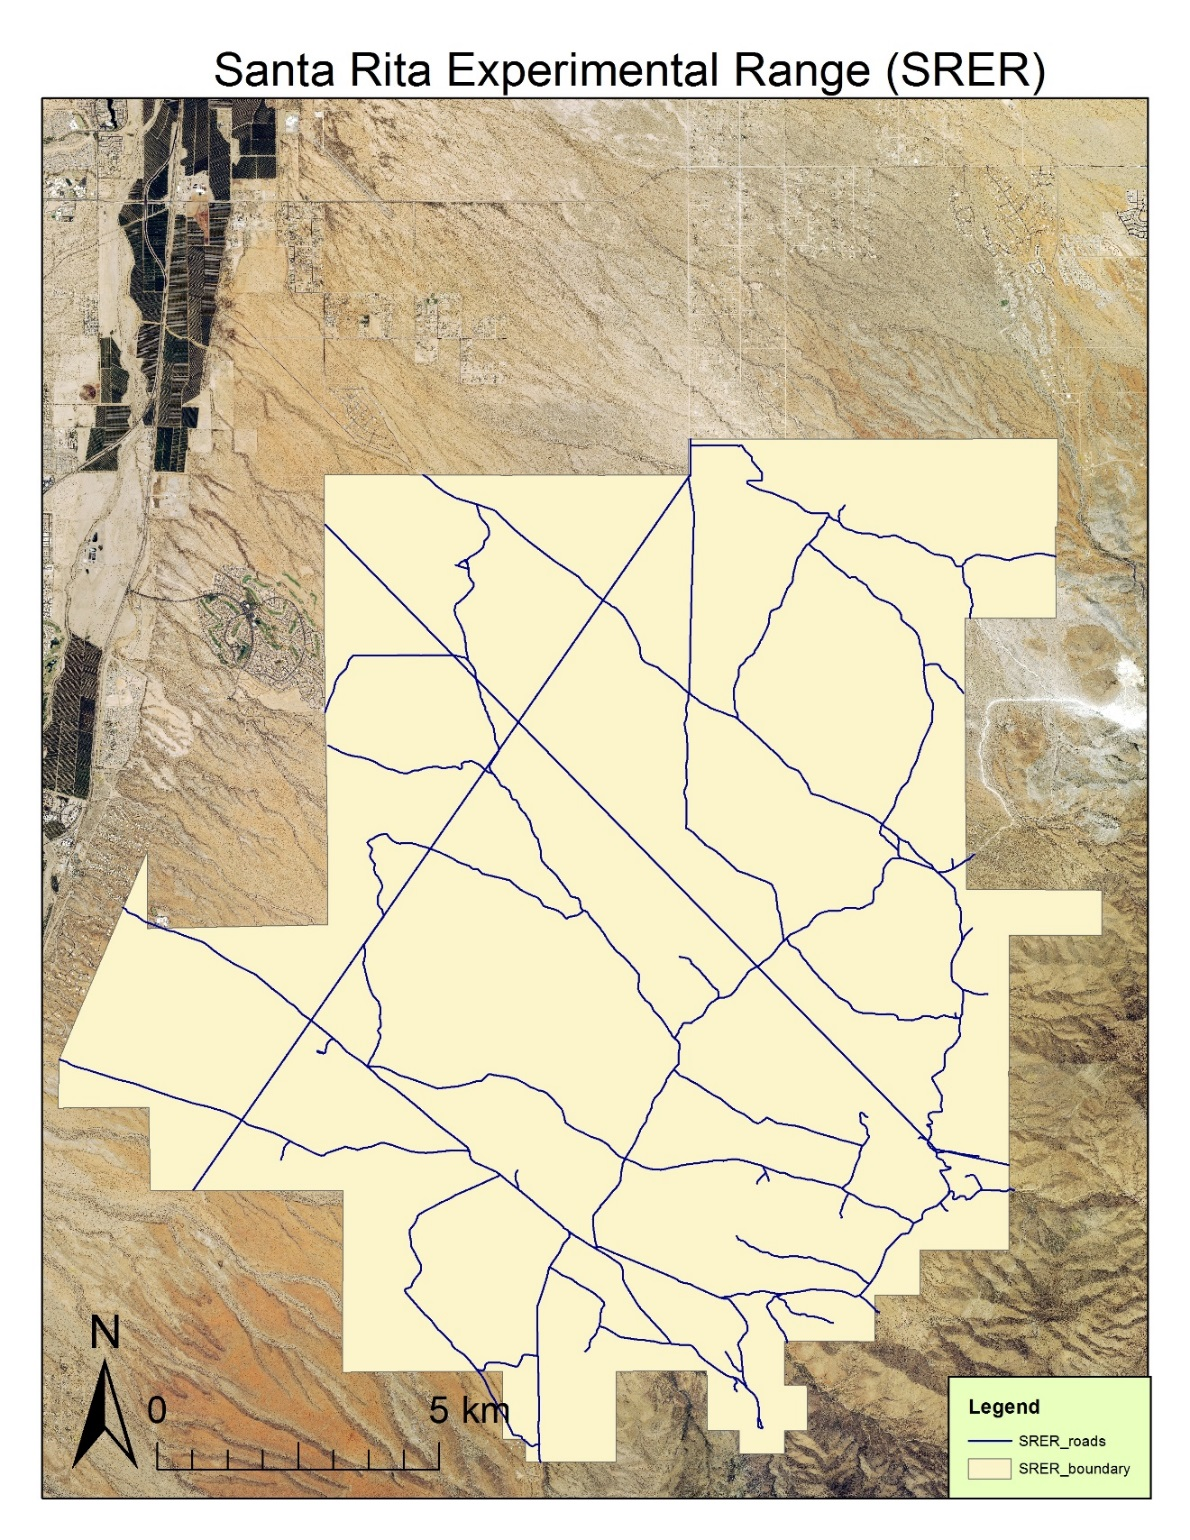 Santa Rita Experimental Range (SRER)
N
0 5 km
Legend
SRER_roads
SRER_boundary